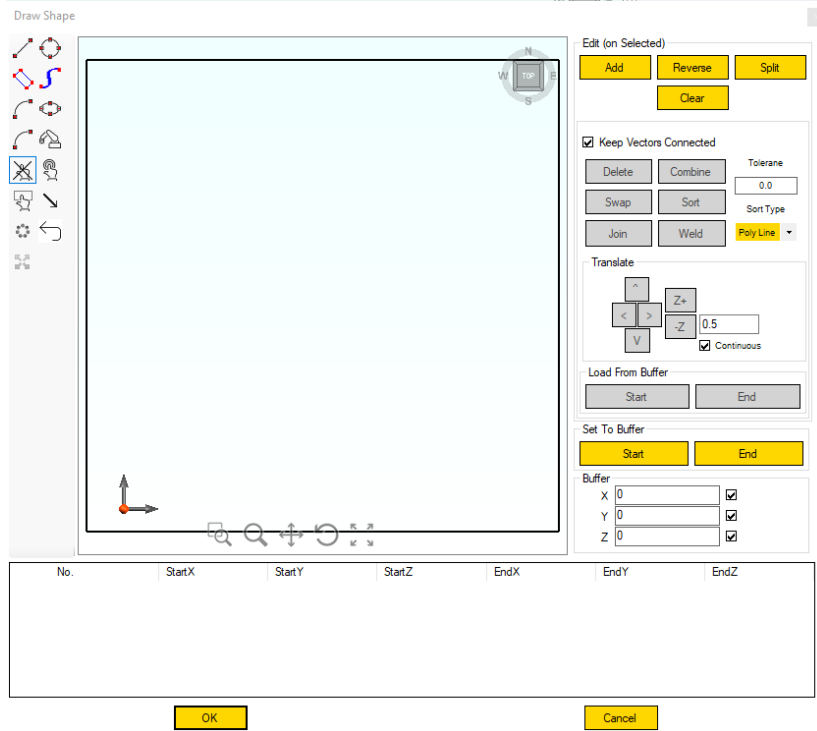 Draw Shape
Edit (on Selected)
Add Reverse Split
Clear
N
W TOP E
S
Keep Vectors Connected
Delete Combine Tolerane
0.0
Swap Sort Sort Type
Join Weld Poly Line
Translate
^
< > Z+
V -Z 0.5
Continuous
Load From Buffer
Start End
Set To Buffer
Start End
Buffer
X 0
Y 0
Z 0
No. StartX StartY StartZ EndX EndY EndZ
OK Cancel